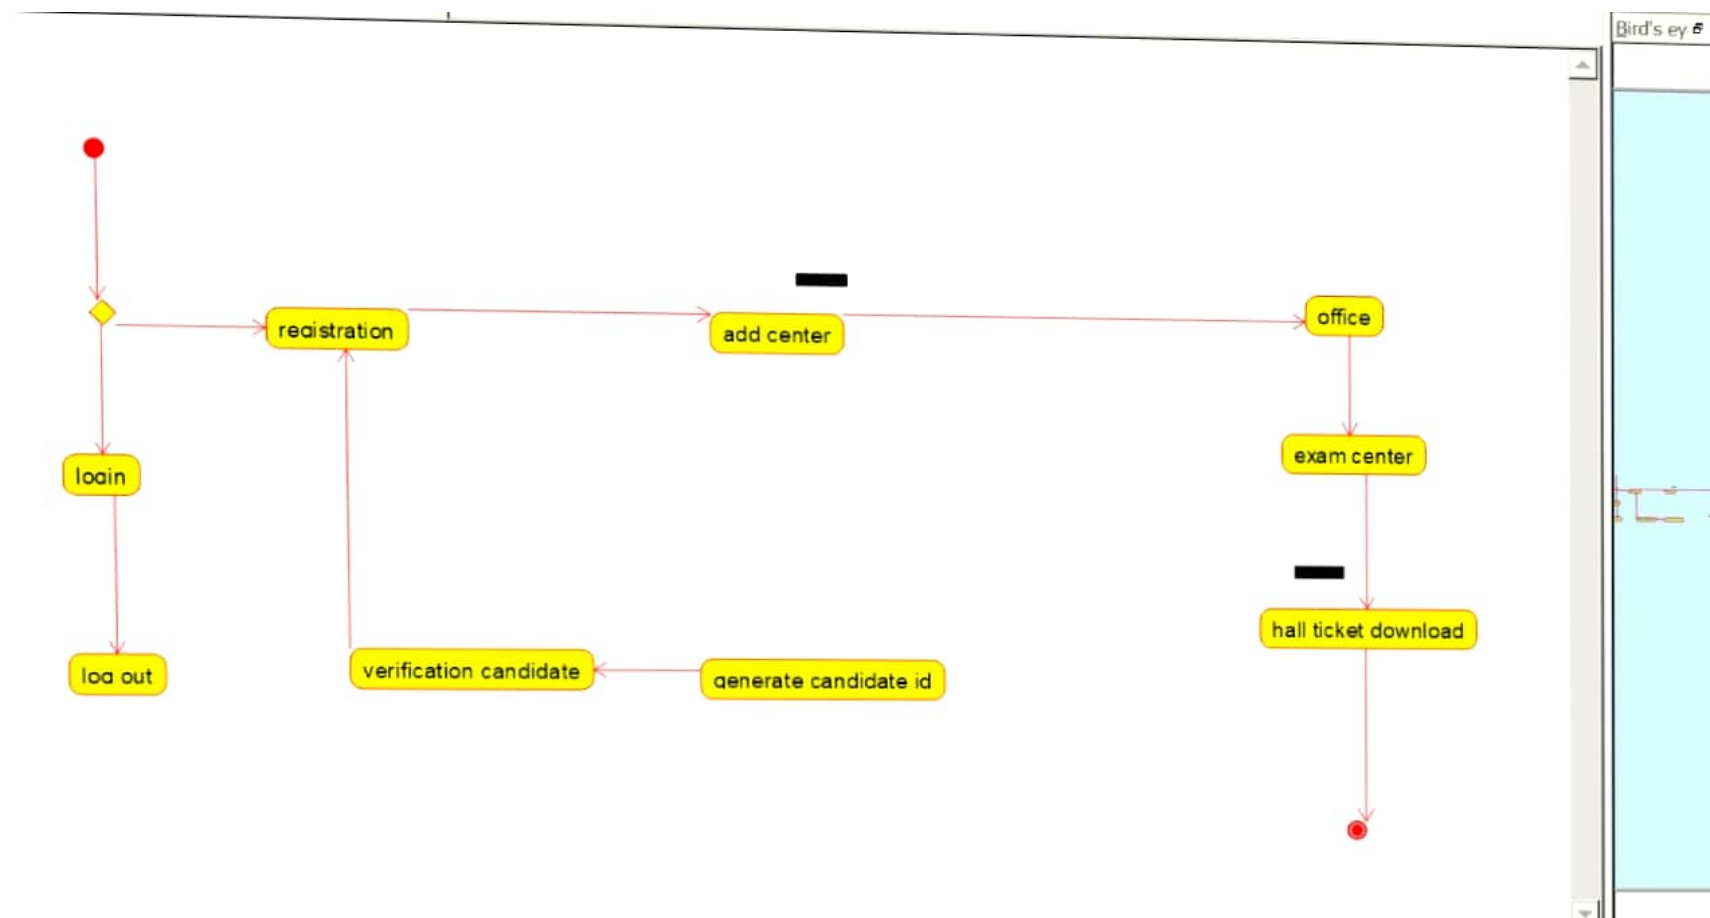 Bird's ey
registration
add center
office
login
exam center
hall ticket download
log out
verification candidate
generate candidate id